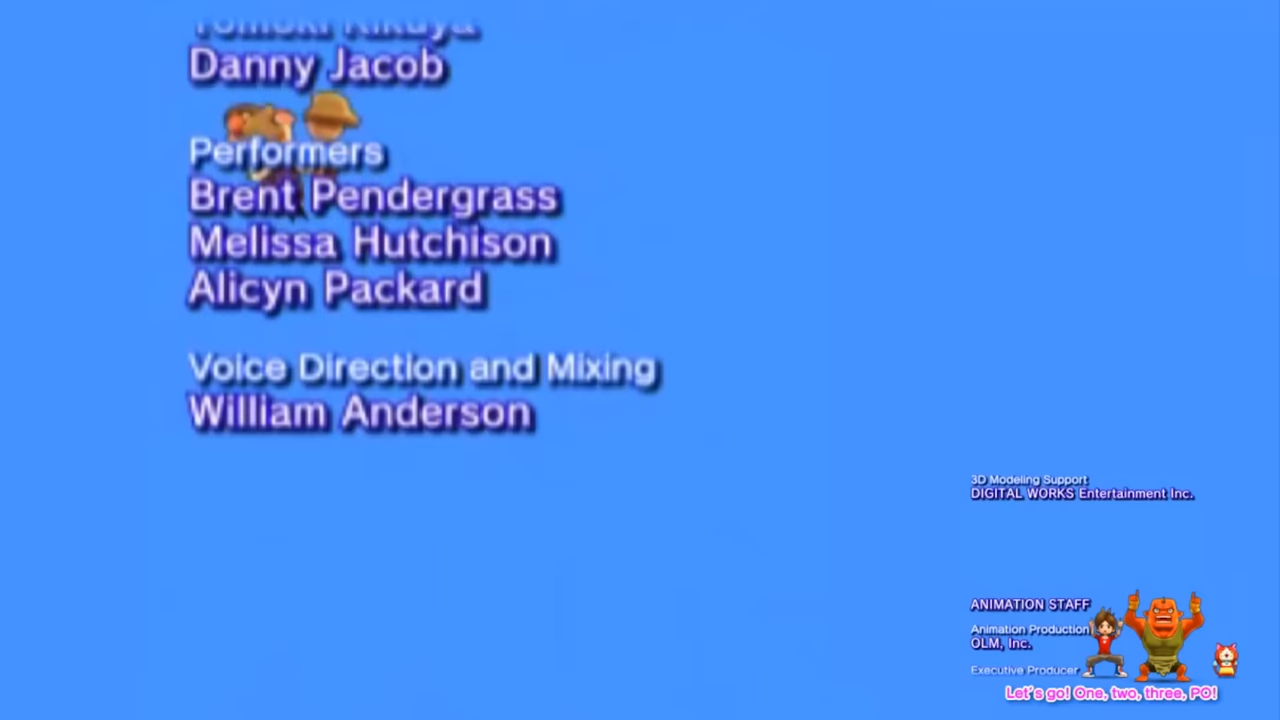 Danny Jacob
Performers
Brent Pendergrass
Melissa Hutchison
Alicyn Packard
Voice Direction and Mixing
William Anderson
3D Modeling Support
DIGITAL WORKS Entertainment Inc.
ANIMATION STAFF
Animation Production
OLM, Inc.
Executive Producer
Let's go! One, two, three, PO!